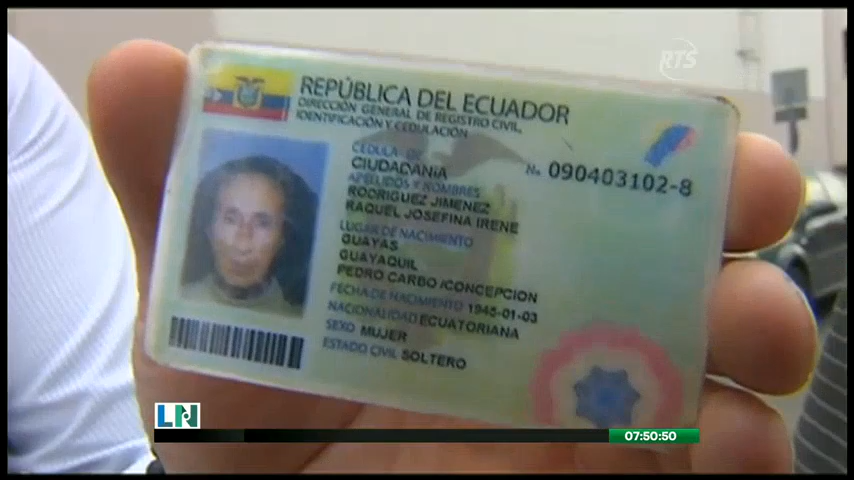 RTS
REPÚBLICA DEL ECUADOR
DIRECCIÓN GENERAL DE REGISTRO CIVIL,
IDENTIFICACIÓN Y CEDULACIÓN
CÉDULA DE
CIUDADANÍA
No. 090403102-8
APELLIDOS Y NOMBRES
RODRIGUEZ JIMENEZ
RAQUEL JOSEFINA IRENE
LUGAR DE NACIMIENTO
GUAYAS
GUAYAQUIL
PEDRO CARBO /CONCEPCION
FECHA DE NACIMIENTO 1945-01-03
NACIONALIDAD ECUATORIANA
SEXO MUJER
ESTADO CIVIL SOLTERO
LN
07:50:50